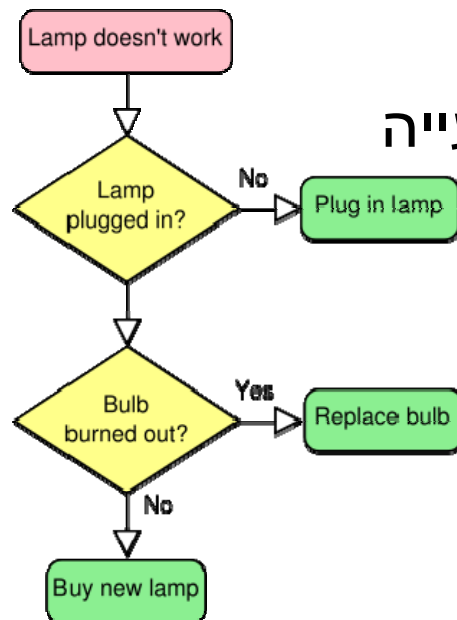 Lamp doesn't work
Lamp
plugged in?
No
Plug in lamp
Bulb
burned out?
Yes
Replace bulb
No
Buy new lamp